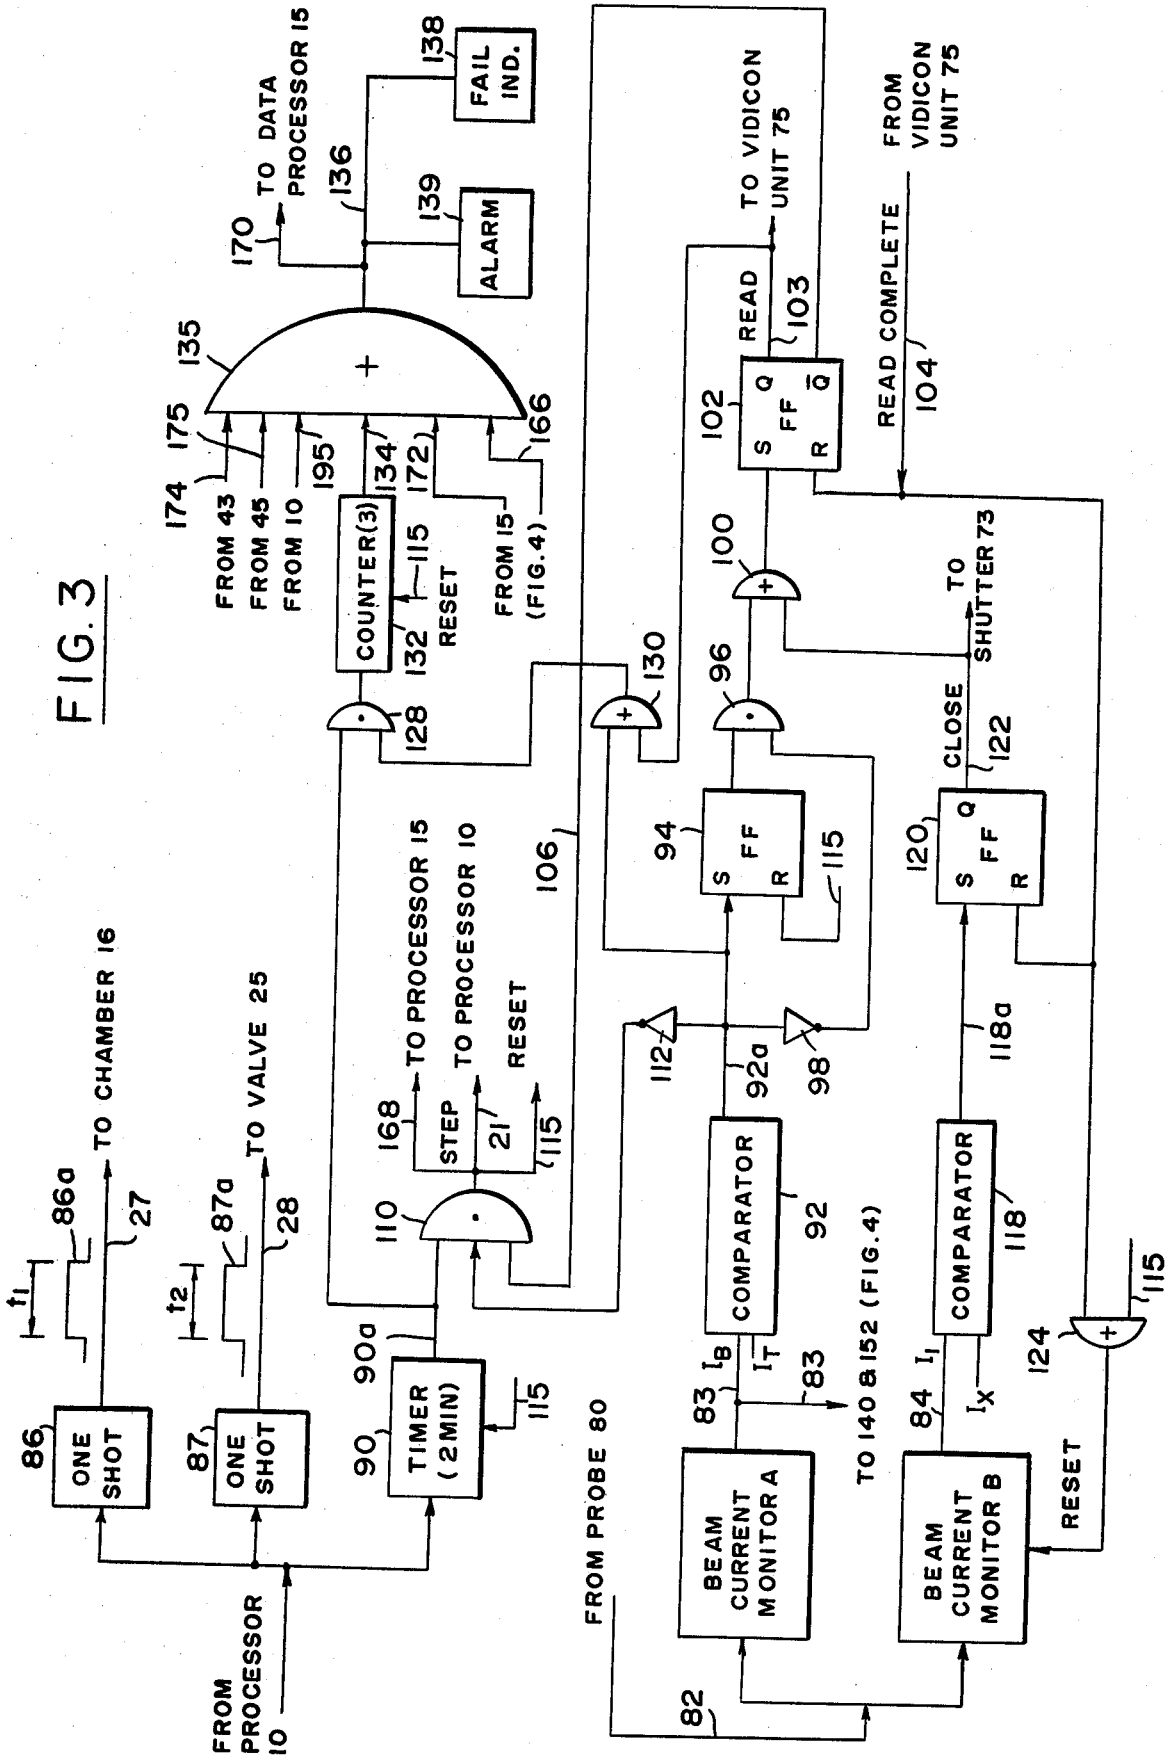 FIG. 3
FROM
PROCESSOR
10
86
ONE
SHOT
t1
86a
27
TO CHAMBER 16
87
ONE
SHOT
t2
87a
28
TO VALVE 25
90
TIMER
(2 MIN)
115
90a
110
168
TO PROCESSOR 15
STEP
21
TO PROCESSOR 10
115
RESET
128
132
COUNTER(3)
115
RESET
174
FROM 43
175
FROM 45
195
FROM 10
134
172
FROM 15
(FIG. 4)
166
135
+
170
TO DATA
PROCESSOR 15
136
139
ALARM
138
FAIL
IND.
106
FROM PROBE 80
82
BEAM
CURRENT
MONITOR A
83
IB
IT
83
TO 140 & 152 (FIG. 4)
COMPARATOR
92
92a
112
98
94
S
FF
R
115
130
+
96
100
+
102
S
Q
FF
R
Q̅
READ
103
TO VIDICON
UNIT 75
READ COMPLETE
104
FROM
VIDICON
UNIT 75
BEAM
CURRENT
MONITOR B
84
I1
IX
COMPARATOR
118
118a
120
S
Q
FF
R
CLOSE
122
TO
SHUTTER 73
RESET
124
+
115